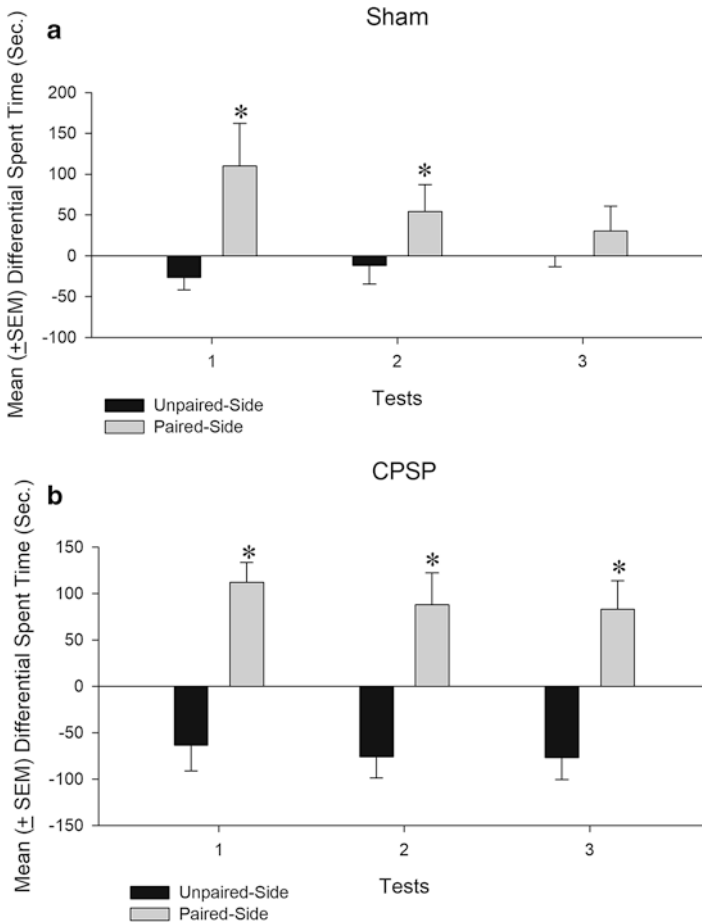 a
Sham
Mean (±SEM) Differential Spent Time (Sec.)
200
150
100
50
0
-50
-100
*
*
1
2
3
Tests
Unpaired-Side
Paired-Side
b
CPSP
Mean (± SEM) Differential Spent Time (Sec.)
150
100
50
0
-50
-100
-150
*
*
*
1
2
3
Tests
Unpaired-Side
Paired-Side